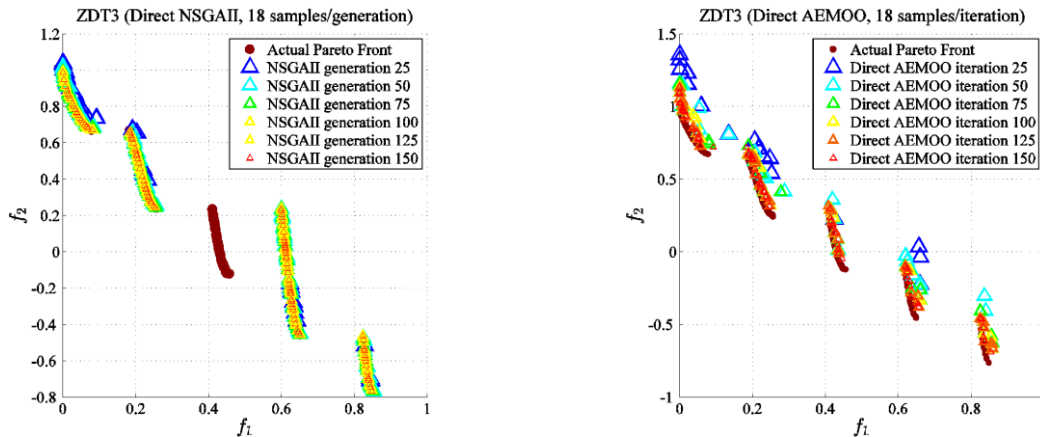 ZDT3 (Direct NSGAII, 18 samples/generation)
1.2
1
0.8
0.6
0.4
0.2
0
-0.2
-0.4
-0.6
-0.8
f2
0
0.2
0.4
0.6
0.8
1
f1
Actual Pareto Front
NSGAII generation 25
NSGAII generation 50
NSGAII generation 75
NSGAII generation 100
NSGAII generation 125
NSGAII generation 150
ZDT3 (Direct AEMOO, 18 samples/iteration)
1.5
1
0.5
0
-0.5
-1
f2
0
0.2
0.4
0.6
0.8
f1
Actual Pareto Front
Direct AEMOO iteration 25
Direct AEMOO iteration 50
Direct AEMOO iteration 75
Direct AEMOO iteration 100
Direct AEMOO iteration 125
Direct AEMOO iteration 150